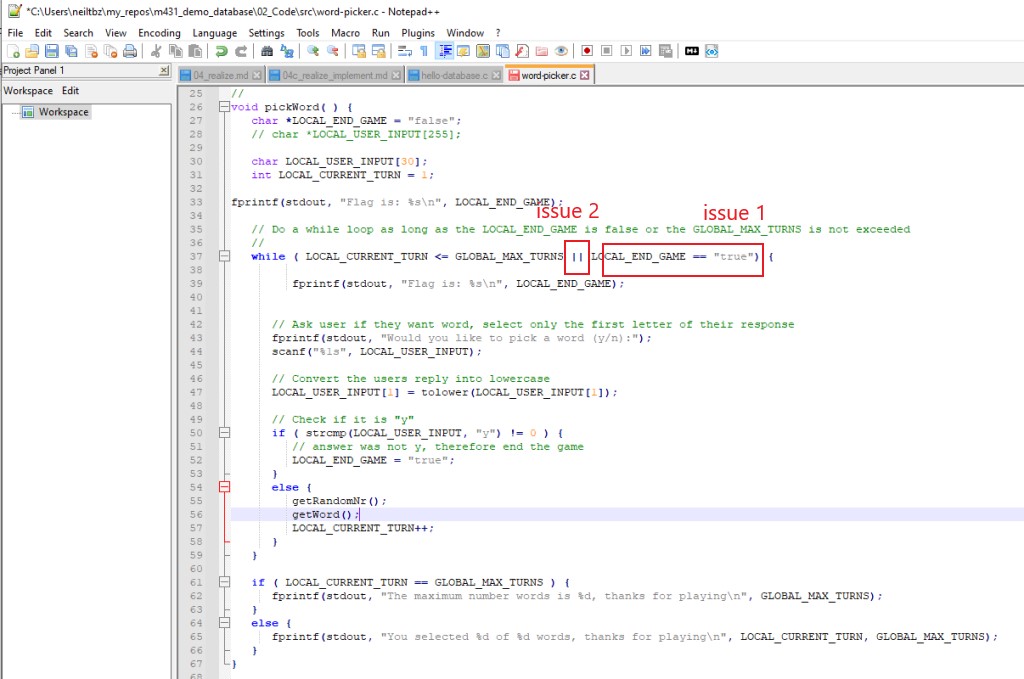 *C:\Users\neiltbz\my_repos\m431_demo_database\02_Code\src\word-picker.c - Notepad++
File Edit Search View Encoding Language Settings Tools Macro Run Plugins Window ?
Project Panel 1
04_realize.md 04c_realize_implement.md hello-database.c word-picker.c
Workspace Edit
Workspace
25 //
26 void pickWord( ) {
27 char *LOCAL_END_GAME = "false";
28 // char *LOCAL_USER_INPUT[255];
29
30 char LOCAL_USER_INPUT[30];
31 int LOCAL_CURRENT_TURN = 1;
32
33 fprintf(stdout, "Flag is: %s\n", LOCAL_END_GAME);
issue 2 issue 1
34
35 // Do a while loop as long as the LOCAL_END_GAME is false or the GLOBAL_MAX_TURNS is not exceeded
36 //
37 while ( LOCAL_CURRENT_TURN <= GLOBAL_MAX_TURNS || LOCAL_END_GAME == "true") {
38
39 fprintf(stdout, "Flag is: %s\n", LOCAL_END_GAME);
40
41
42 // Ask user if they want word, select only the first letter of their response
43 fprintf(stdout, "Would you like to pick a word (y/n):");
44 scanf("%1s", LOCAL_USER_INPUT);
45
46 // Convert the users reply into lowercase
47 LOCAL_USER_INPUT[1] = tolower(LOCAL_USER_INPUT[1]);
48
49 // Check if it is "y"
50 if ( strcmp(LOCAL_USER_INPUT, "y") != 0 ) {
51 // answer was not y, therefore end the game
52 LOCAL_END_GAME = "true";
53 }
54 else {
55 getRandomNr();
56 getWord();
57 LOCAL_CURRENT_TURN++;
58 }
59 }
60
61 if ( LOCAL_CURRENT_TURN == GLOBAL_MAX_TURNS ) {
62 fprintf(stdout, "The maximum number words is %d, thanks for playing\n", GLOBAL_MAX_TURNS);
63 }
64 else {
65 fprintf(stdout, "You selected %d of %d words, thanks for playing\n", LOCAL_CURRENT_TURN, GLOBAL_MAX_TURNS);
66 }
67 }
68